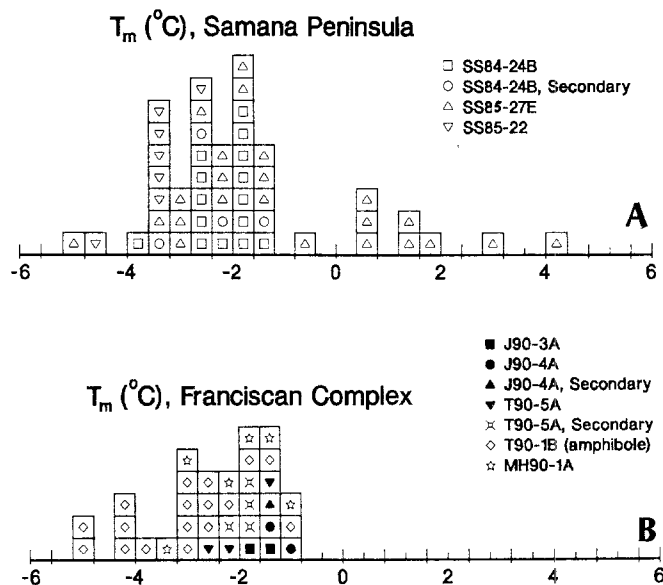 Tm (°C), Samana Peninsula
SS84-24B
SS84-24B, Secondary
SS85-27E
SS85-22
A
-6 -4 -2 0 2 4 6
Tm (°C), Franciscan Complex
J90-3A
J90-4A
J90-4A, Secondary
T90-5A
T90-5A, Secondary
T90-1B (amphibole)
MH90-1A
B
-6 -4 -2 0 2 4 6